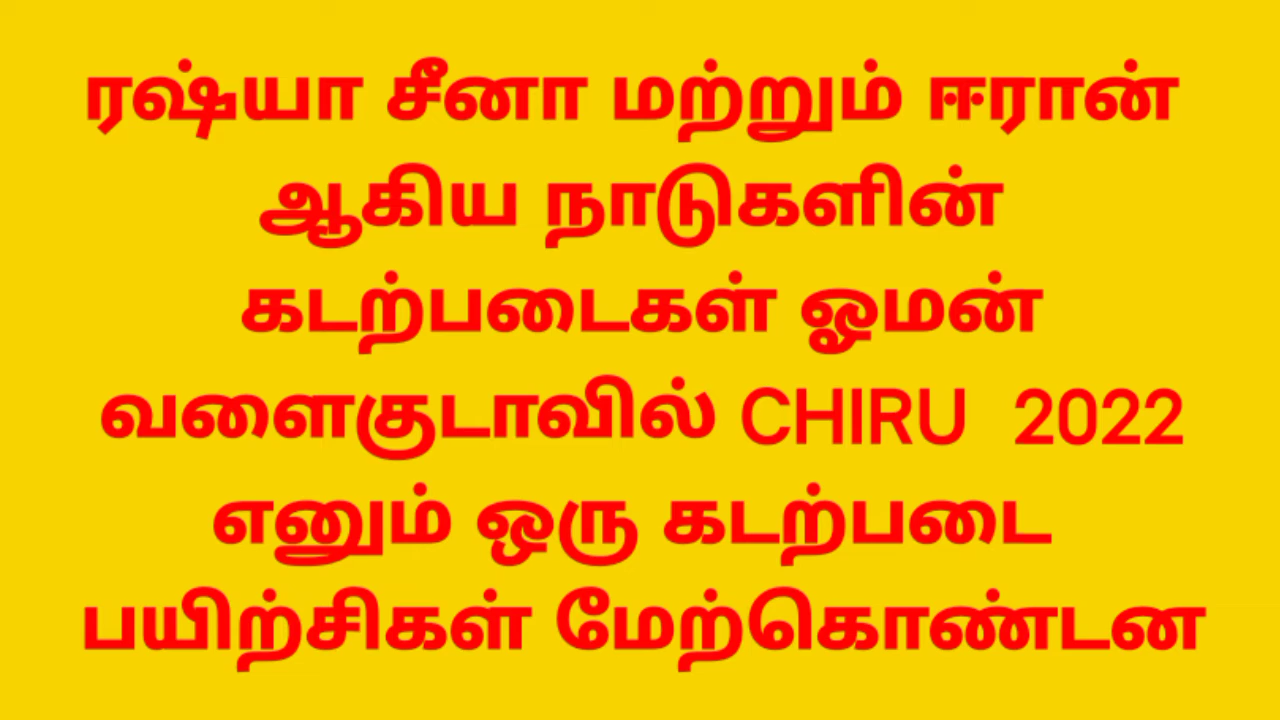 ரஷ்யா சீனா மற்றும் ஈரான்
ஆகிய நாடுகளின்
கடற்படைகள் ஓமன்
வளைகுடாவில் CHIRU 2022
எனும் ஒரு கடற்படை
பயிற்சிகள் மேற்கொண்டன